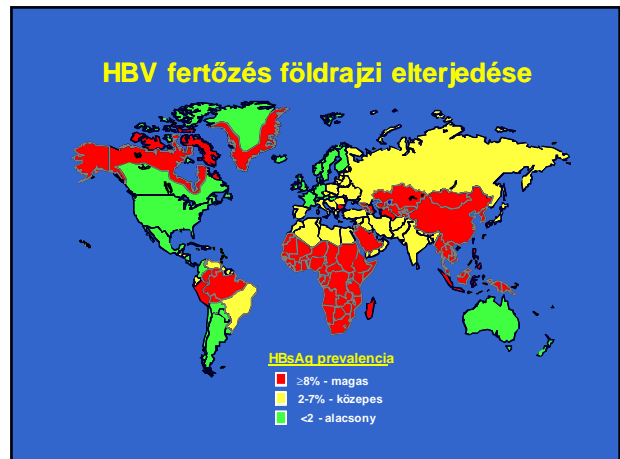 HBV fertőzés földrajzi elterjedése
HBsAg prevalencia
≥8% - magas
2-7% - közepes
<2 - alacsony